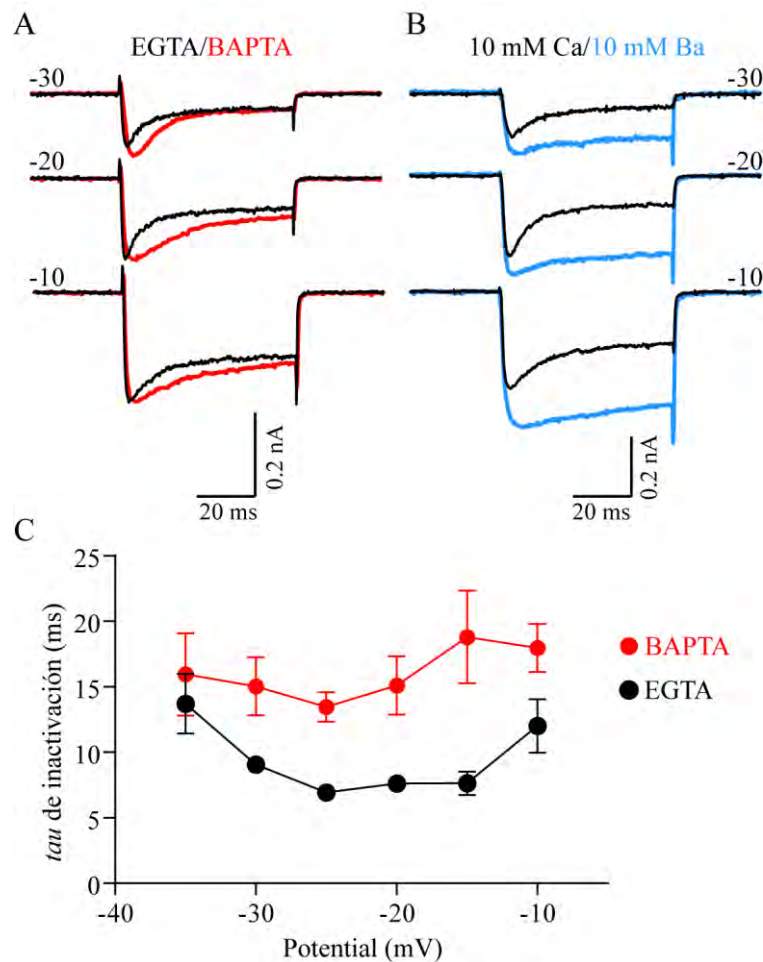 A
EGTA/BAPTA
-30
-20
-10
0.2 nA
20 ms
B
10 mM Ca/10 mM Ba
-30
-20
-10
0.2 nA
20 ms
C
tau de inactivación (ms)
25
20
15
10
5
0
-40
-30
-20
-10
Potential (mV)
BAPTA
EGTA